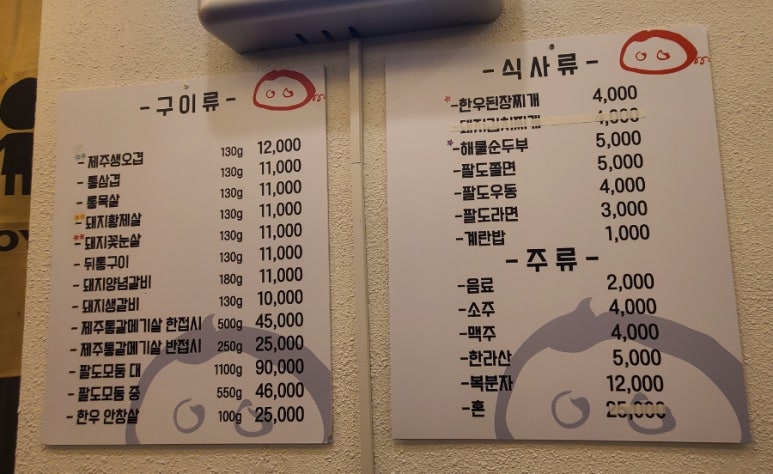 - 구이류 -
- 제주생오겹 130g 12,000
- 통삼겹 130g 11,000
- 통목살 130g 11,000
- 돼지황제살 130g 11,000
- 돼지꽃눈살 130g 11,000
- 뒤통구이 130g 11,000
- 돼지양념갈비 180g 11,000
- 돼지생갈비 130g 10,000
- 제주통갈메기살 한접시 500g 45,000
- 제주통갈메기살 반접시 250g 25,000
- 팔도모둠 대 1100g 90,000
- 팔도모둠 중 550g 46,000
- 한우 안창살 100g 25,000
- 식사류 -
-한우된장찌개 4,000
4,000
-해물순두부 5,000
-팔도쫄면 5,000
-팔도우동 4,000
-팔도라면 3,000
-계란밥 1,000
- 주류 -
-음료 2,000
-소주 4,000
-맥주 4,000
-한라산 5,000
-복분자 12,000
-혼 25,000